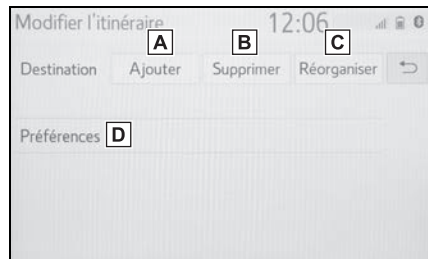 Modifier l'itinéraire 12:06
A B C
Destination Ajouter Supprimer Réorganiser
Préférences D